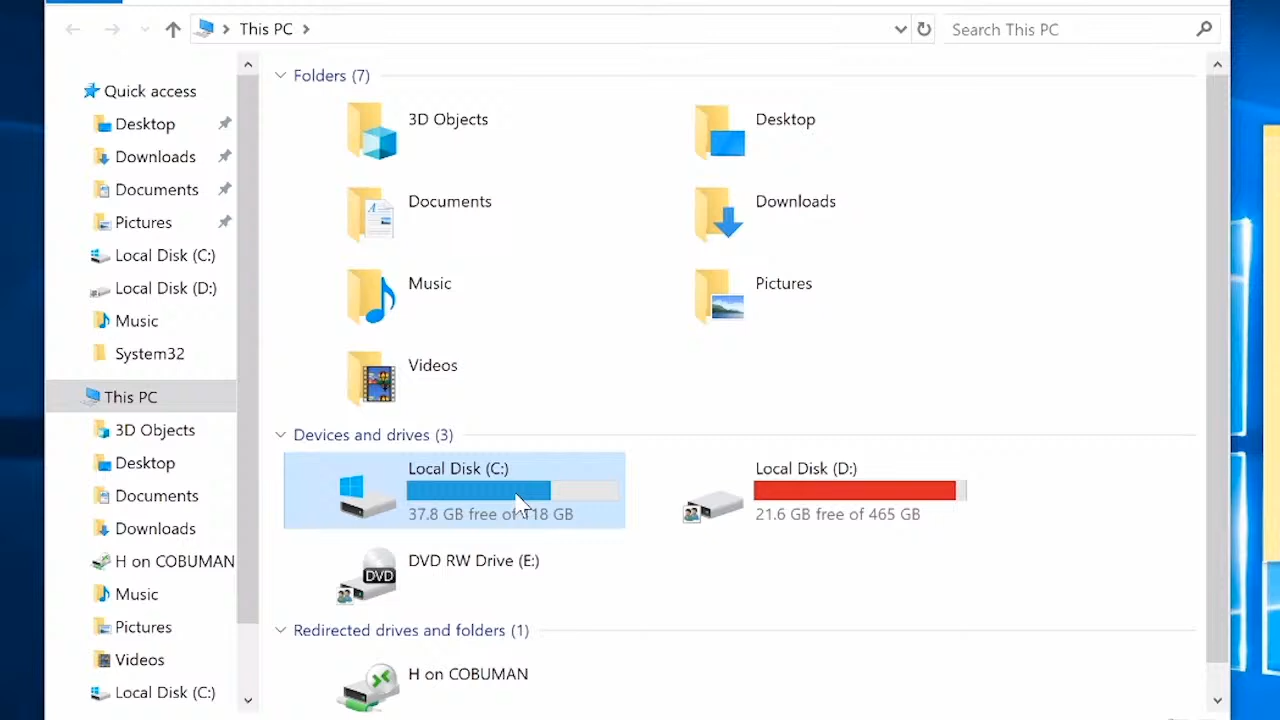 This PC
Search This PC
Quick access
Desktop
Downloads
Documents
Pictures
Local Disk (C:)
Local Disk (D:)
Music
System32
This PC
3D Objects
Desktop
Documents
Downloads
H on COBUMAN
Music
Pictures
Videos
Local Disk (C:)
Folders (7)
3D Objects
Desktop
Documents
Downloads
Music
Pictures
Videos
Devices and drives (3)
Local Disk (C:)
37.8 GB free of 118 GB
Local Disk (D:)
21.6 GB free of 465 GB
DVD RW Drive (E:)
DVD
Redirected drives and folders (1)
H on COBUMAN